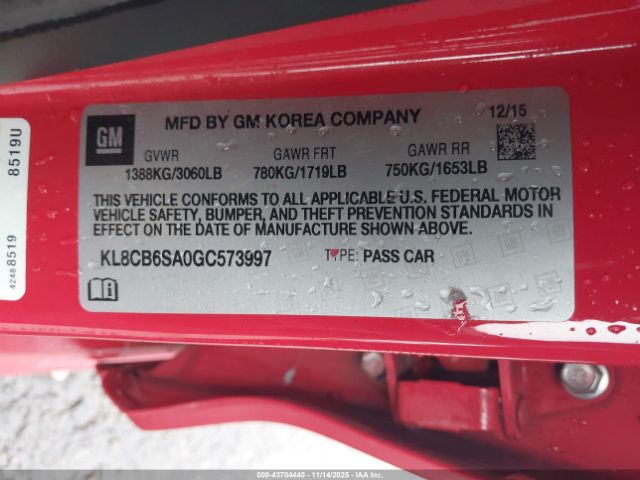 MFD BY GM KOREA COMPANY 12/15
GM
GVWR GAWR FRT GAWR RR
1388KG/3060LB 780KG/1719LB 750KG/1653LB
THIS VEHICLE CONFORMS TO ALL APPLICABLE U.S. FEDERAL MOTOR
VEHICLE SAFETY, BUMPER, AND THEFT PREVENTION STANDARDS IN
EFFECT ON THE DATE OF MANUFACTURE SHOWN ABOVE.
KL8CB6SA0GC573997 TYPE: PASS CAR
8519U
42488519
000-43704440 - 11/14/2025 - IAA Inc.